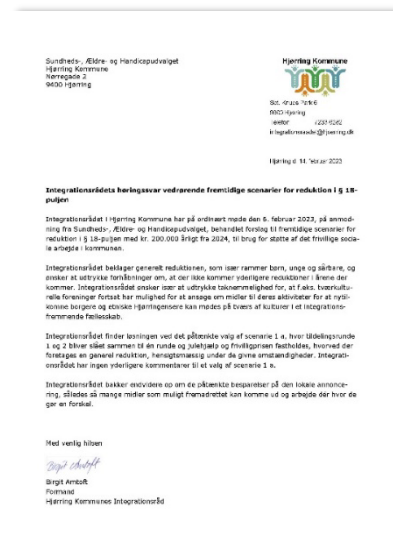 Sundheds-, Ældre- og Handicapudvalget
Hjørring Kommune
Nørregade 2
9400 Hjørring
Hjørring Kommune
Hjørring d. 14. februar 2023
Integrationsrådets høringssvar vedrørende fremtidige scenarier for reduktion i § 18-
puljen
Integrationsrådet i Hjørring Kommune har på ordinært møde den 6. februar 2023, på anmod-
ning fra Sundheds-, Ældre- og Handicapudvalget, behandlet forslag til fremtidige scenarier for
reduktion i § 18-puljen med kr. 200.000 årligt fra 2024, til brug for støtte af det frivillige socia-
le arbejde i kommunen.
Integrationsrådet beklager generelt reduktionen, som især rammer børn, unge og sårbare, og
ønsker at udtrykke forhåbninger om, at der ikke kommer yderligere reduktioner i årene der
kommer. Integrationsrådet ønsker især at udtrykke taknemmelighed for, at f.eks. tværkultu-
relle foreninger fortsat har mulighed for at ansøge om midler til deres aktiviteter for at nytil-
komne borgere og etniske Hjørringensere kan mødes på tværs af kulturer i et integrations-
fremmende fællesskab.
Integrationsrådet finder løsningen ved det påtænkte valg af scenarie 1 a, hvor tildelingsrunde
1 og 2 bliver slået sammen til én runde og julehjælp og frivilligprisen fastholdes, hvorved der
foretages en generel reduktion, hensigtsmæssig under de givne omstændigheder. Integrati-
onsrådet har ingen yderligere kommentarer til et valg af scenarie 1 a.
Integrationsrådet bakker endvidere op om de påtænkte besparelser på den lokale annonce-
ring, således så mange midler som muligt fremadrettet kan komme ud og arbejde dér hvor de
gør en forskel.
Med venlig hilsen
Birgit Amtoft
Birgit Amtoft
Formand
Hjørring Kommunes Integrationsråd